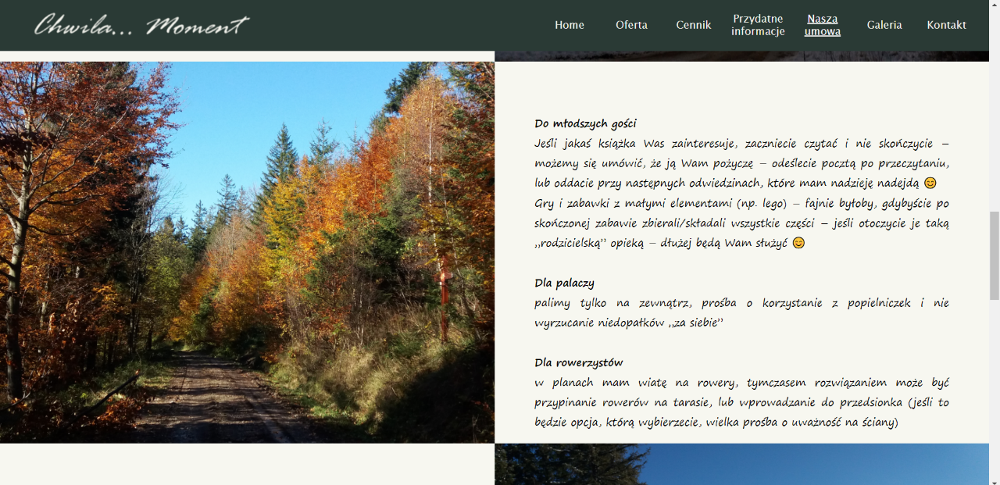 Chwila... Moment
Home
Oferta
Cennik
Przydatne
informacje
Nasza
umowa
Galeria
Kontakt
Do młodszych gości
Jeśli jakaś książka Was zainteresuje, zaczniecie czytać i nie skończycie –
możemy się umówić, że ją Wam pożyczę – odeślecie pocztą po przeczytaniu,
lub oddacie przy następnych odwiedzinach, które mam nadzieję nadejdą 😊
Gry i zabawki z małymi elementami (np. lego) – fajnie byłoby, gdybyście po
skończonej zabawie zbierali/składali wszystkie części – jeśli otoczycie je taką
„rodzicielską” opieką – dłużej będą Wam służyć 😊
Dla palaczy
palimy tylko na zewnątrz, prośba o korzystanie z popielniczek i nie
wyrzucanie niedopałków „za siebie”
Dla rowerzystów
w planach mam wiatę na rowery, tymczasem rozwiązaniem może być
przypinanie rowerów na tarasie, lub wprowadzanie do przedsionka (jeśli to
będzie opcja, którą wybierzecie, wielka prośba o uważność na ściany)